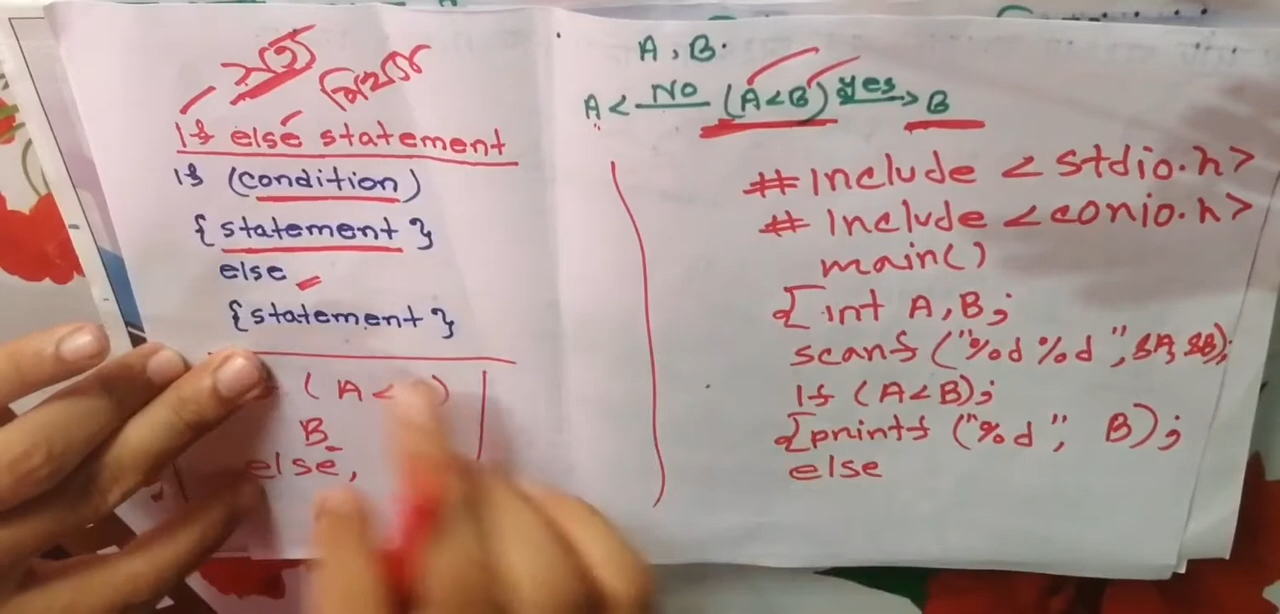 সত্য মিথ্যা
If else statement
if (condition)
{statement}
else
{statement}
(A<
)
B
else,
A, B.
A < No (A<B) yes > B
# Include < stdio.h>
# Include <conio.h>
main()
{int A, B;
scanf ("%d %d", &A, &B);
If (A<B);
{printf ("%d", B);
else